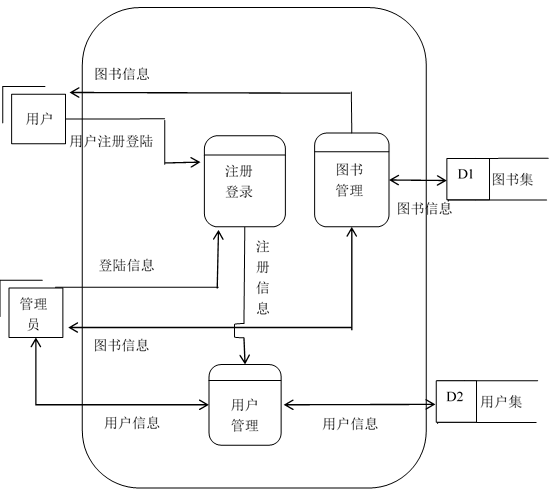 图书信息
用户
用户注册登陆
注册
登录
图书
管理
D1
图书集
图书信息
登陆信息
注
册
信
息
管理
员
图书信息
用户
管理
D2
用户集
用户信息
用户信息